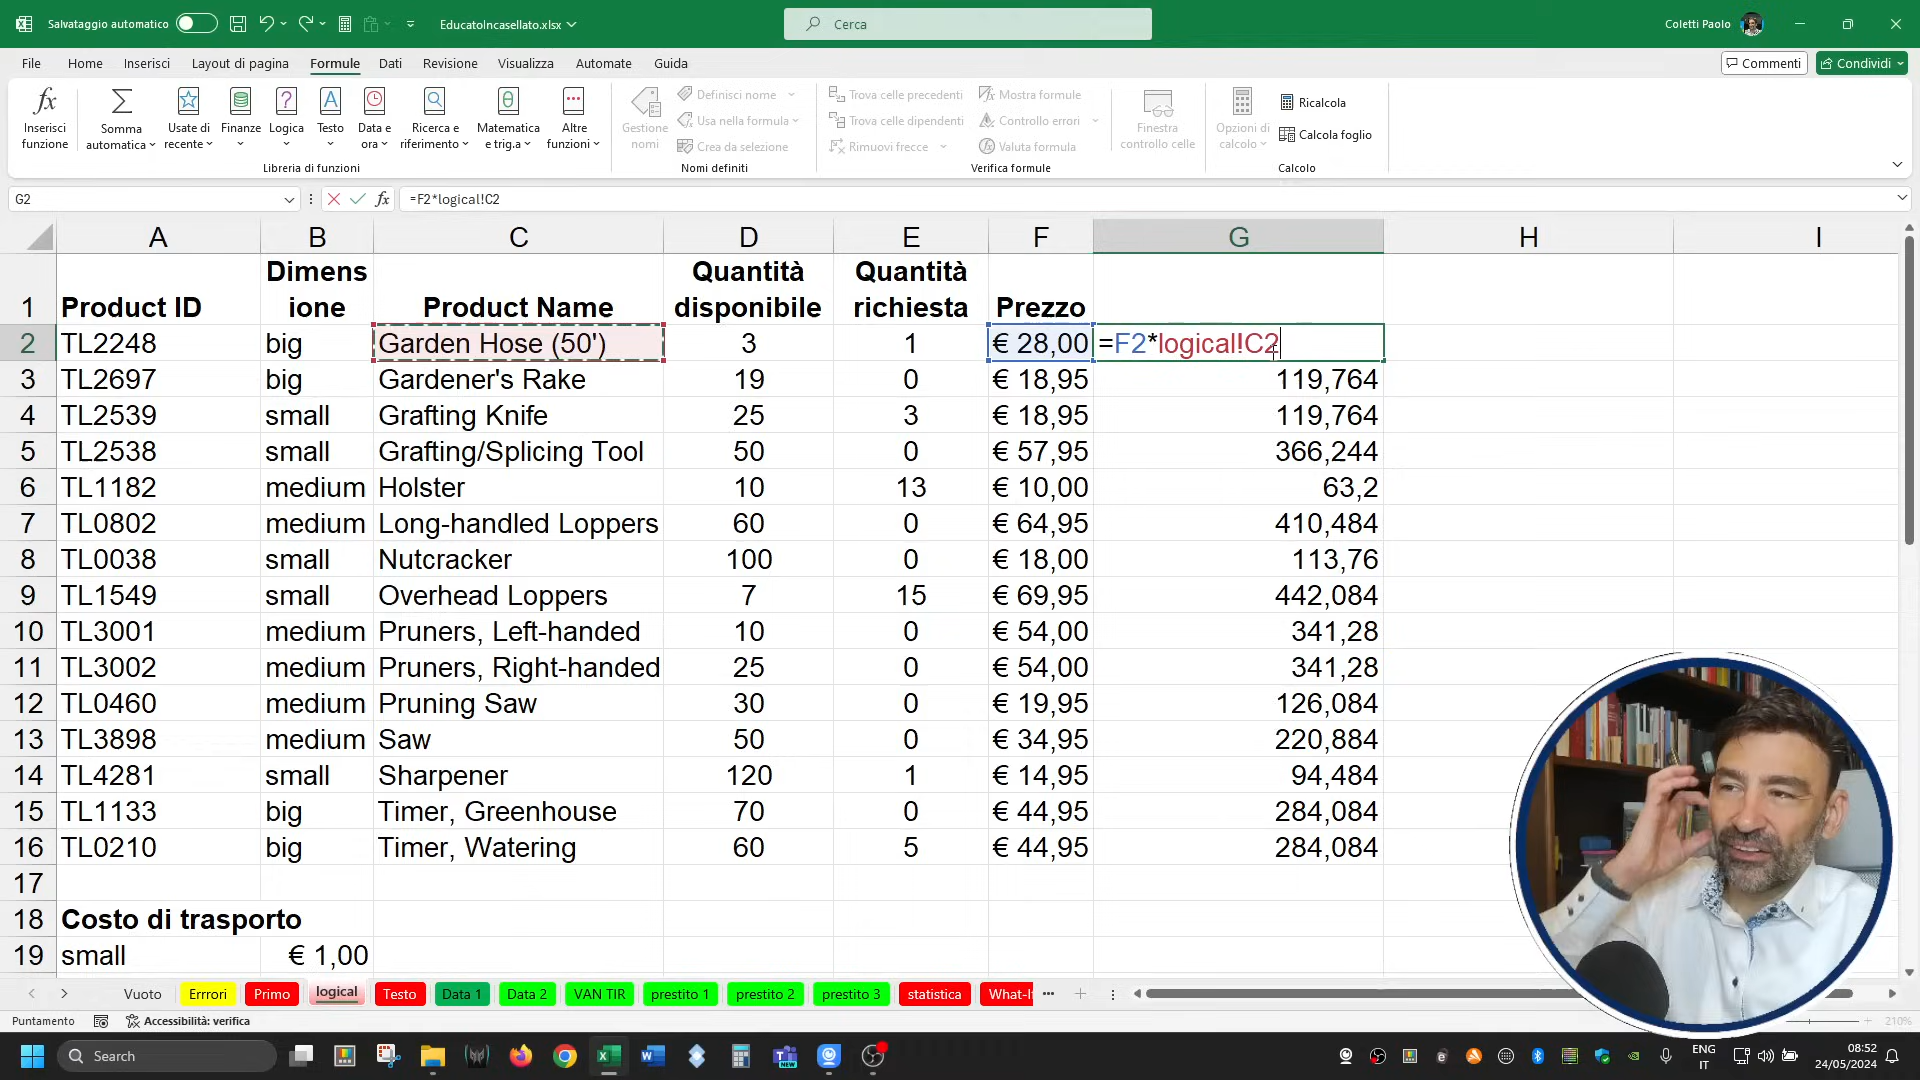 Salvataggio automatico
EducatoIncasellato.xlsx
Cerca
Coletti Paolo
File Home Inserisci Layout di pagina Formule Dati Revisione Visualizza Automate Guida
Commenti Condividi
Inserisci funzione
Somma automatica
Usate di recente
Finanze
Logica
Testo
Data e ora
Ricerca e riferimento
Matematica e trig.a
Altre funzioni
Libreria di funzioni
Gestione nomi
Definisci nome
Usa nella formula
Crea da selezione
Nomi definiti
Trova celle precedenti
Trova celle dipendenti
Rimuovi frecce
Mostra formule
Controllo errori
Valuta formula
Verifica formule
Finestra controllo celle
Opzioni di calcolo
Ricalcola
Calcola foglio
Calcolo
G2 fx =F2*logical!C2
A B C D E F G H I
1 Product ID Dimensione Product Name Quantità disponibile Quantità richiesta Prezzo
2 TL2248 big Garden Hose (50') 3 1 € 28,00 =F2*logical!C2
3 TL2697 big Gardener's Rake 19 0 € 18,95 119,764
4 TL2539 small Grafting Knife 25 3 € 18,95 119,764
5 TL2538 small Grafting/Splicing Tool 50 0 € 57,95 366,244
6 TL1182 medium Holster 10 13 € 10,00 63,2
7 TL0802 medium Long-handled Loppers 60 0 € 64,95 410,484
8 TL0038 small Nutcracker 100 0 € 18,00 113,76
9 TL1549 small Overhead Loppers 7 15 € 69,95 442,084
10 TL3001 medium Pruners, Left-handed 10 0 € 54,00 341,28
11 TL3002 medium Pruners, Right-handed 25 0 € 54,00 341,28
12 TL0460 medium Pruning Saw 30 0 € 19,95 126,084
13 TL3898 medium Saw 50 0 € 34,95 220,884
14 TL4281 small Sharpener 120 1 € 14,95 94,484
15 TL1133 big Timer, Greenhouse 70 0 € 44,95 284,084
16 TL0210 big Timer, Watering 60 5 € 44,95 284,084
17
18 Costo di trasporto
19 small € 1,00
Vuoto Errrori Primo logical Testo Data 1 Data 2 VAN TIR prestito 1 prestito 2 prestito 3 statistica What-I
Puntamento Accessibilità: verifica 210%
Search
ENG
IT
08:52
24/05/2024